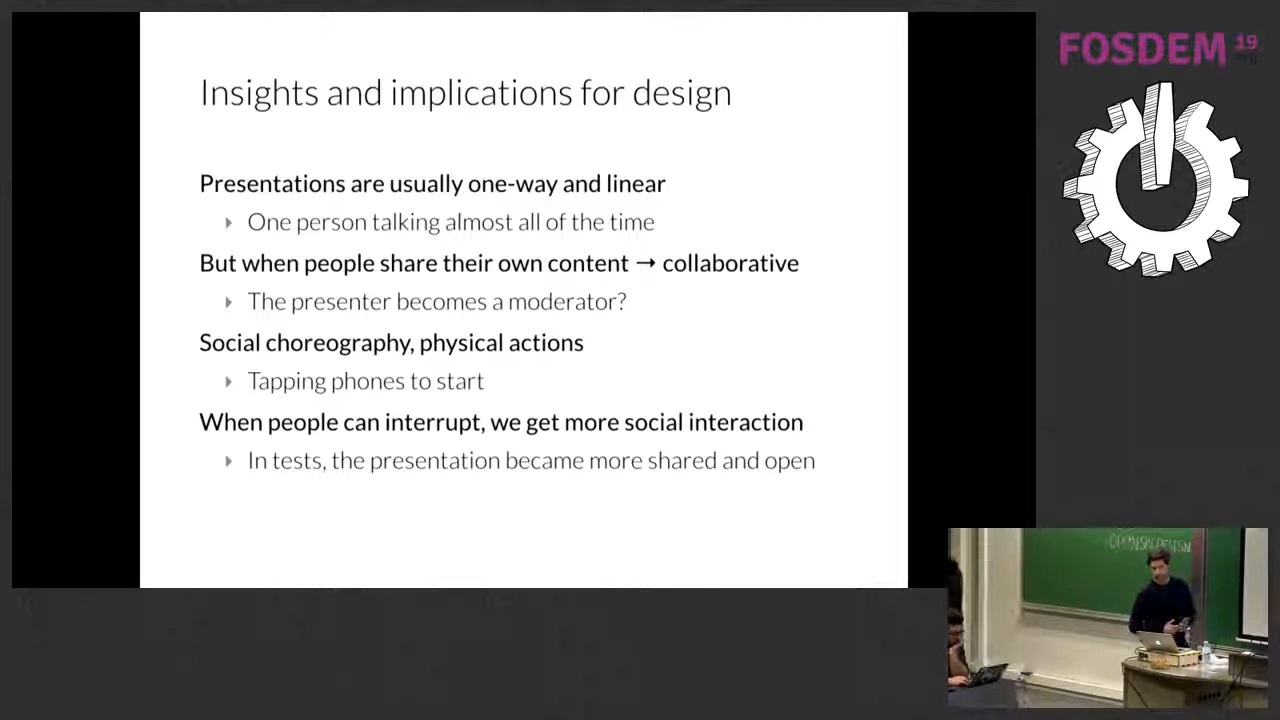 Insights and implications for design
FOSDEM 19
Presentations are usually one-way and linear
One person talking almost all of the time
But when people share their own content → collaborative
The presenter becomes a moderator?
Social choreography, physical actions
Tapping phones to start
When people can interrupt, we get more social interaction
In tests, the presentation became more shared and open